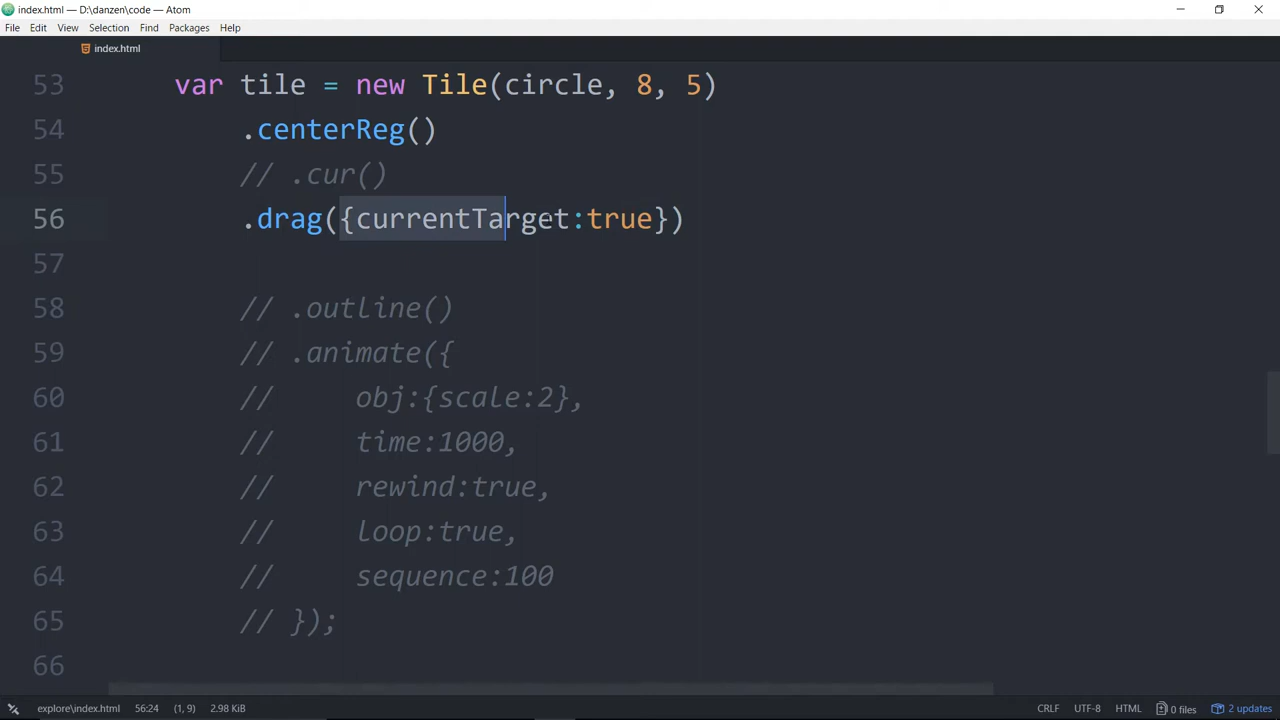 index.html — D:\danzen\code — Atom
File Edit View Selection Find Packages Help
index.html
53 var tile = new Tile(circle, 8, 5)
54 .centerReg()
55 // .cur()
56 .drag({currentTarget:true})
57
58 // .outline()
59 // .animate({
60 // obj:{scale:2},
61 // time:1000,
62 // rewind:true,
63 // loop:true,
64 // sequence:100
65 // });
66
explore\index.html 56:24 (1, 9) 2.98 KiB CRLF UTF-8 HTML 0 files 2 updates